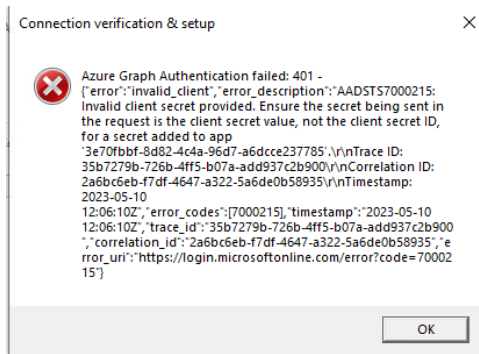 Connection verification & setup
Azure Graph Authentication failed: 401 -
{"error":"invalid_client","error_description":"AADSTS7000215:
Invalid client secret provided. Ensure the secret being sent in
the request is the client secret value, not the client secret ID,
for a secret added to app
'3e70fbbf-8d82-4c4a-96d7-a6dcce237785'.\r\nTrace ID:
35b7279b-726b-4ff5-b07a-add937c2b900\r\nCorrelation ID:
2a6bc6eb-f7df-4647-a322-5a6de0b58935\r\nTimestamp:
2023-05-10
12:06:10Z","error_codes":[7000215],"timestamp":"2023-05-10
12:06:10Z","trace_id":"35b7279b-726b-4ff5-b07a-add937c2b900
","correlation_id":"2a6bc6eb-f7df-4647-a322-5a6de0b58935","e
rror_uri":"https://login.microsoftonline.com/error?code=70002
15"}
OK